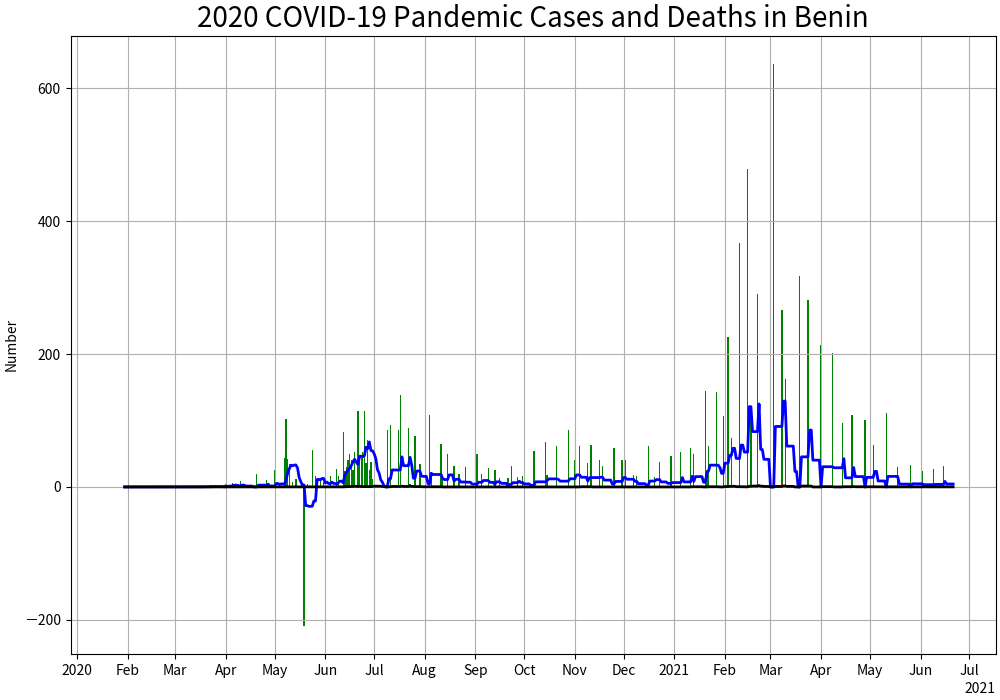 2020 COVID-19 Pandemic Cases and Deaths in Benin
Number
600
400
200
0
−200
2020 Feb Mar Apr May Jun Jul Aug Sep Oct Nov Dec 2021 Feb Mar Apr May Jun Jul
2021